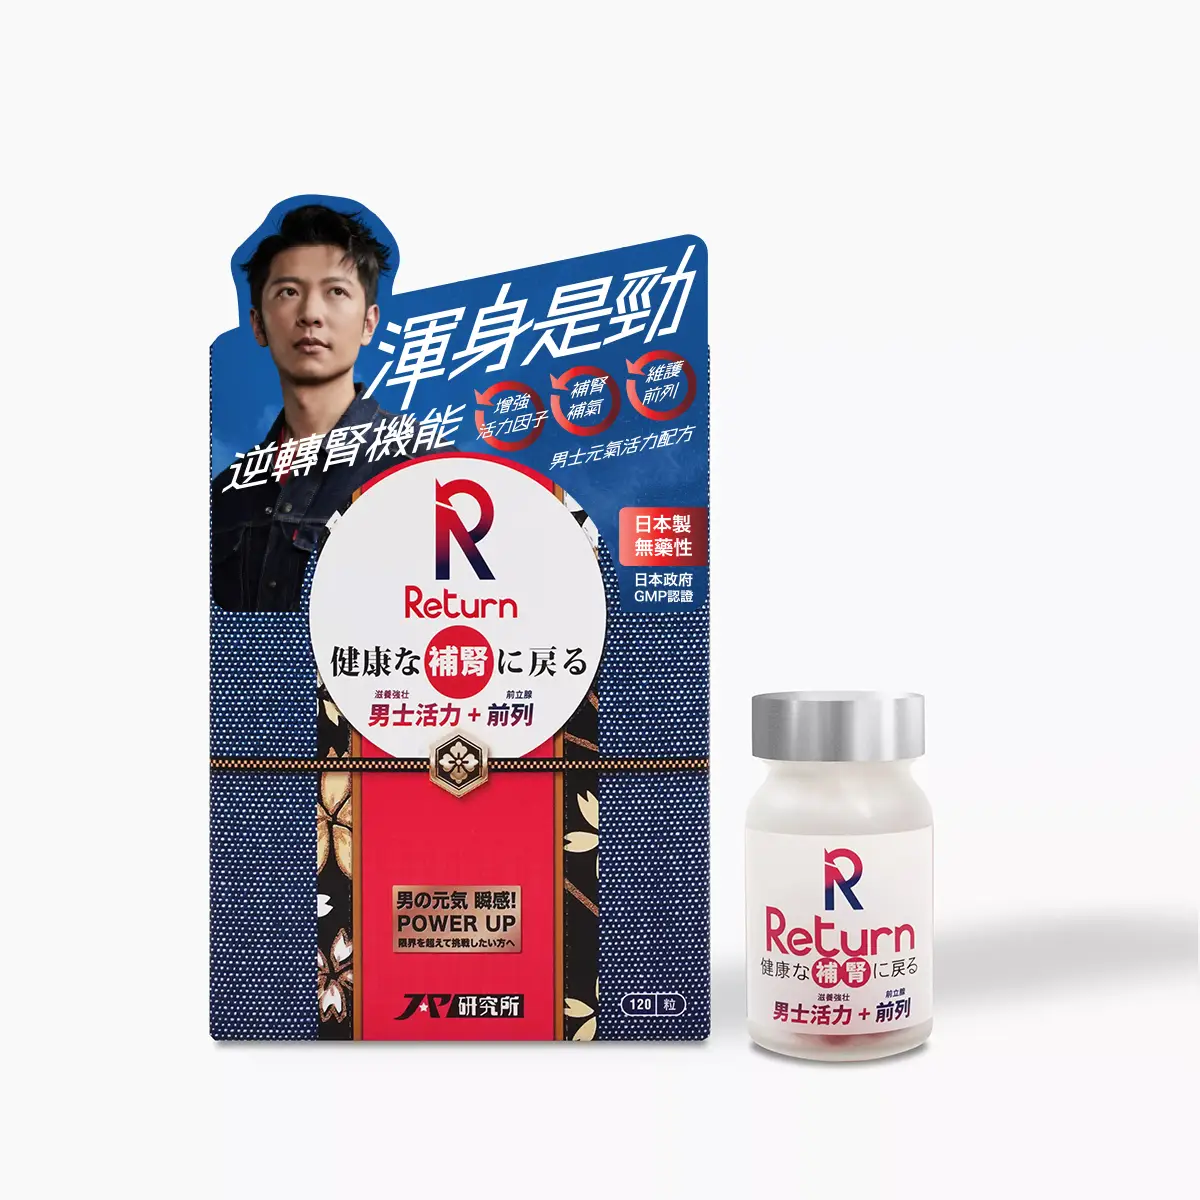 渾身是勁
逆轉腎機能
增強
活力因子
補腎
補氣
維護
前列
男士元氣活力配方
日本製
無藥性
日本政府
GMP認證
R
Return
健康な補腎に戻る
滋養強壮
前立腺
男士活力+前列
男の元気 瞬感!
POWER UP
限界を超えて挑戦したい方へ
研究所
120 粒
R
Return
健康な補腎に戻る
滋養強壮
前立腺
男士活力+前列